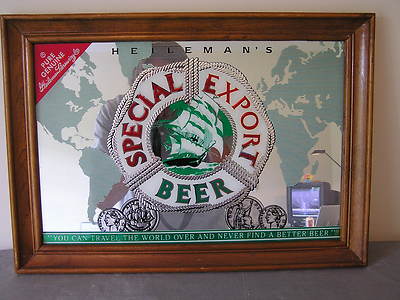 HEILEMAN'S
PURE
GENUINE
SPECIAL EXPORT
BEER
"YOU CAN TRAVEL THE WORLD OVER AND NEVER FIND A BETTER BEER"